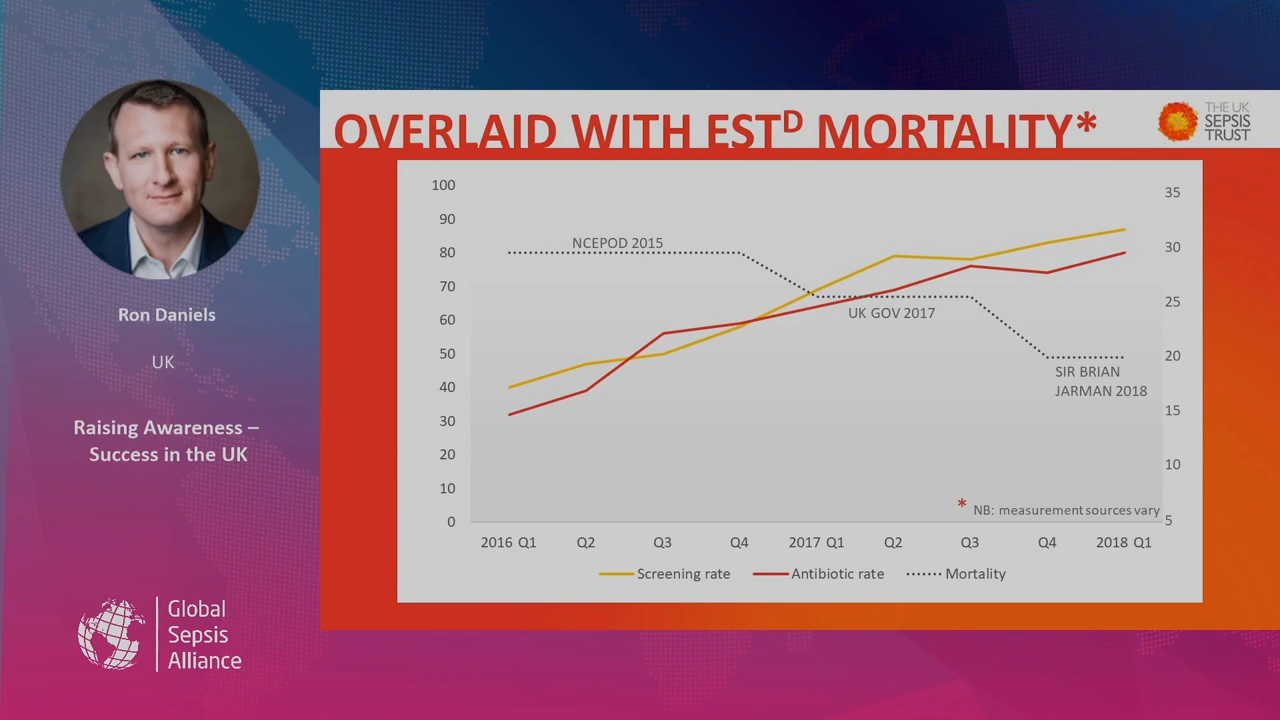 OVERLAID WITH ESTD MORTALITY*
THE UK
SEPSIS
TRUST
Ron Daniels
UK
Raising Awareness –
Success in the UK
Global
Sepsis
Alliance
100
90
80
70
60
50
40
30
20
10
0
35
30
25
20
15
10
5
NCEPOD 2015
UK GOV 2017
SIR BRIAN
JARMAN 2018
* NB: measurement sources vary
2016 Q1 Q2 Q3 Q4 2017 Q1 Q2 Q3 Q4 2018 Q1
Screening rate Antibiotic rate Mortality